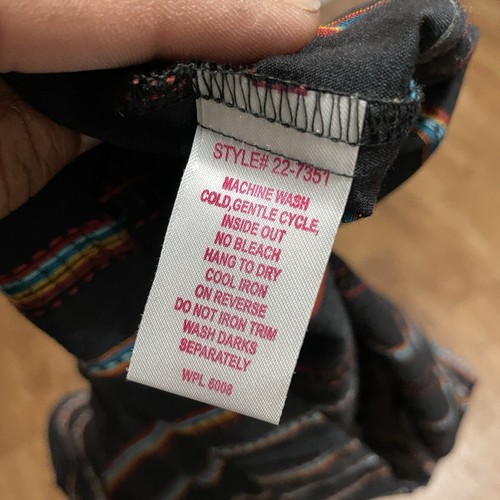 STYLE# 22-7351
MACHINE WASH
COLD,GENTLE CYCLE,
INSIDE OUT
NO BLEACH
HANG TO DRY
COOL IRON
ON REVERSE
DO NOT IRON TRIM
WASH DARKS
SEPARATELY
WPL 8008